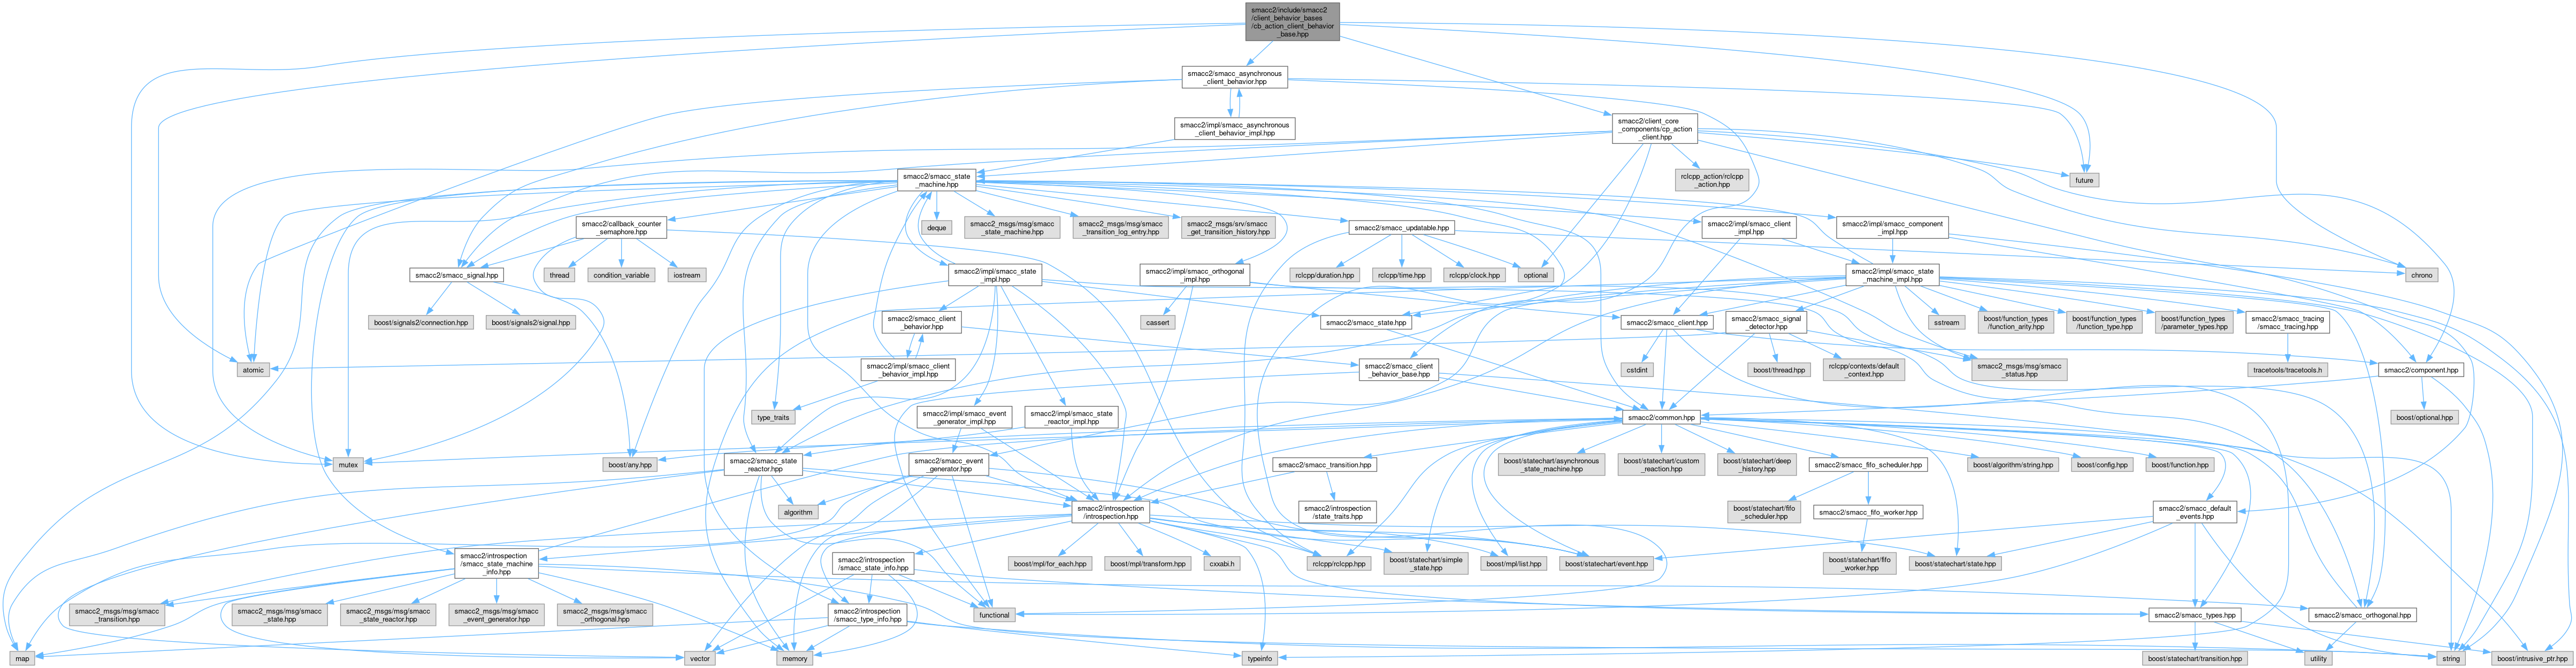 smacc2/include/smacc2
/client_behavior_bases
/cb_action_client_behavior
_base.hpp
smacc2/smacc_asynchronous
_client_behavior.hpp
smacc2/impl/smacc_asynchronous
_client_behavior_impl.hpp
smacc2/client_core
_components/cp_action
_client.hpp
smacc2/smacc_state
_machine.hpp
rclcpp_action/rclcpp
_action.hpp
future
smacc2/callback_counter
_semaphore.hpp
deque
smacc2_msgs/msg/smacc
_state_machine.hpp
smacc2_msgs/msg/smacc
_transition_log_entry.hpp
smacc2_msgs/srv/smacc
_get_transition_history.hpp
smacc2/smacc_updatable.hpp
smacc2/impl/smacc_client
_impl.hpp
smacc2/impl/smacc_component
_impl.hpp
smacc2/smacc_signal.hpp
thread
condition_variable
iostream
smacc2/impl/smacc_state
_impl.hpp
smacc2/impl/smacc_orthogonal
_impl.hpp
rclcpp/duration.hpp
rclcpp/time.hpp
rclcpp/clock.hpp
optional
smacc2/impl/smacc_state
_machine_impl.hpp
chrono
boost/signals2/connection.hpp
boost/signals2/signal.hpp
smacc2/smacc_client
_behavior.hpp
cassert
smacc2/smacc_state.hpp
smacc2/smacc_client.hpp
smacc2/smacc_signal
_detector.hpp
sstream
boost/function_types
/function_arity.hpp
boost/function_types
/function_type.hpp
boost/function_types
/parameter_types.hpp
smacc2/smacc_tracing
/smacc_tracing.hpp
atomic
smacc2/impl/smacc_client
_behavior_impl.hpp
smacc2/smacc_client
_behavior_base.hpp
cstdint
boost/thread.hpp
rclcpp/contexts/default
_context.hpp
smacc2_msgs/msg/smacc
_status.hpp
tracetools/tracetools.h
smacc2/component.hpp
type_traits
smacc2/impl/smacc_event
_generator_impl.hpp
smacc2/impl/smacc_state
_reactor_impl.hpp
smacc2/common.hpp
boost/optional.hpp
mutex
boost/any.hpp
smacc2/smacc_state
_reactor.hpp
smacc2/smacc_event
_generator.hpp
smacc2/smacc_transition.hpp
boost/statechart/asynchronous
_state_machine.hpp
boost/statechart/custom
_reaction.hpp
boost/statechart/deep
_history.hpp
smacc2/smacc_fifo_scheduler.hpp
boost/algorithm/string.hpp
boost/config.hpp
boost/function.hpp
algorithm
smacc2/introspection
/introspection.hpp
smacc2/introspection
/state_traits.hpp
boost/statechart/fifo
_scheduler.hpp
smacc2/smacc_fifo_worker.hpp
smacc2/smacc_default
_events.hpp
smacc2/introspection
/smacc_state_machine
_info.hpp
smacc2/introspection
/smacc_state_info.hpp
boost/mpl/for_each.hpp
boost/mpl/transform.hpp
cxxabi.h
rclcpp/rclcpp.hpp
boost/statechart/simple
_state.hpp
boost/mpl/list.hpp
boost/statechart/event.hpp
boost/statechart/fifo
_worker.hpp
boost/statechart/state.hpp
smacc2_msgs/msg/smacc
_transition.hpp
smacc2_msgs/msg/smacc
_state.hpp
smacc2_msgs/msg/smacc
_state_reactor.hpp
smacc2_msgs/msg/smacc
_event_generator.hpp
smacc2_msgs/msg/smacc
_orthogonal.hpp
smacc2/introspection
/smacc_type_info.hpp
functional
smacc2/smacc_types.hpp
smacc2/smacc_orthogonal.hpp
map
vector
memory
typeinfo
boost/statechart/transition.hpp
utility
string
boost/intrusive_ptr.hpp